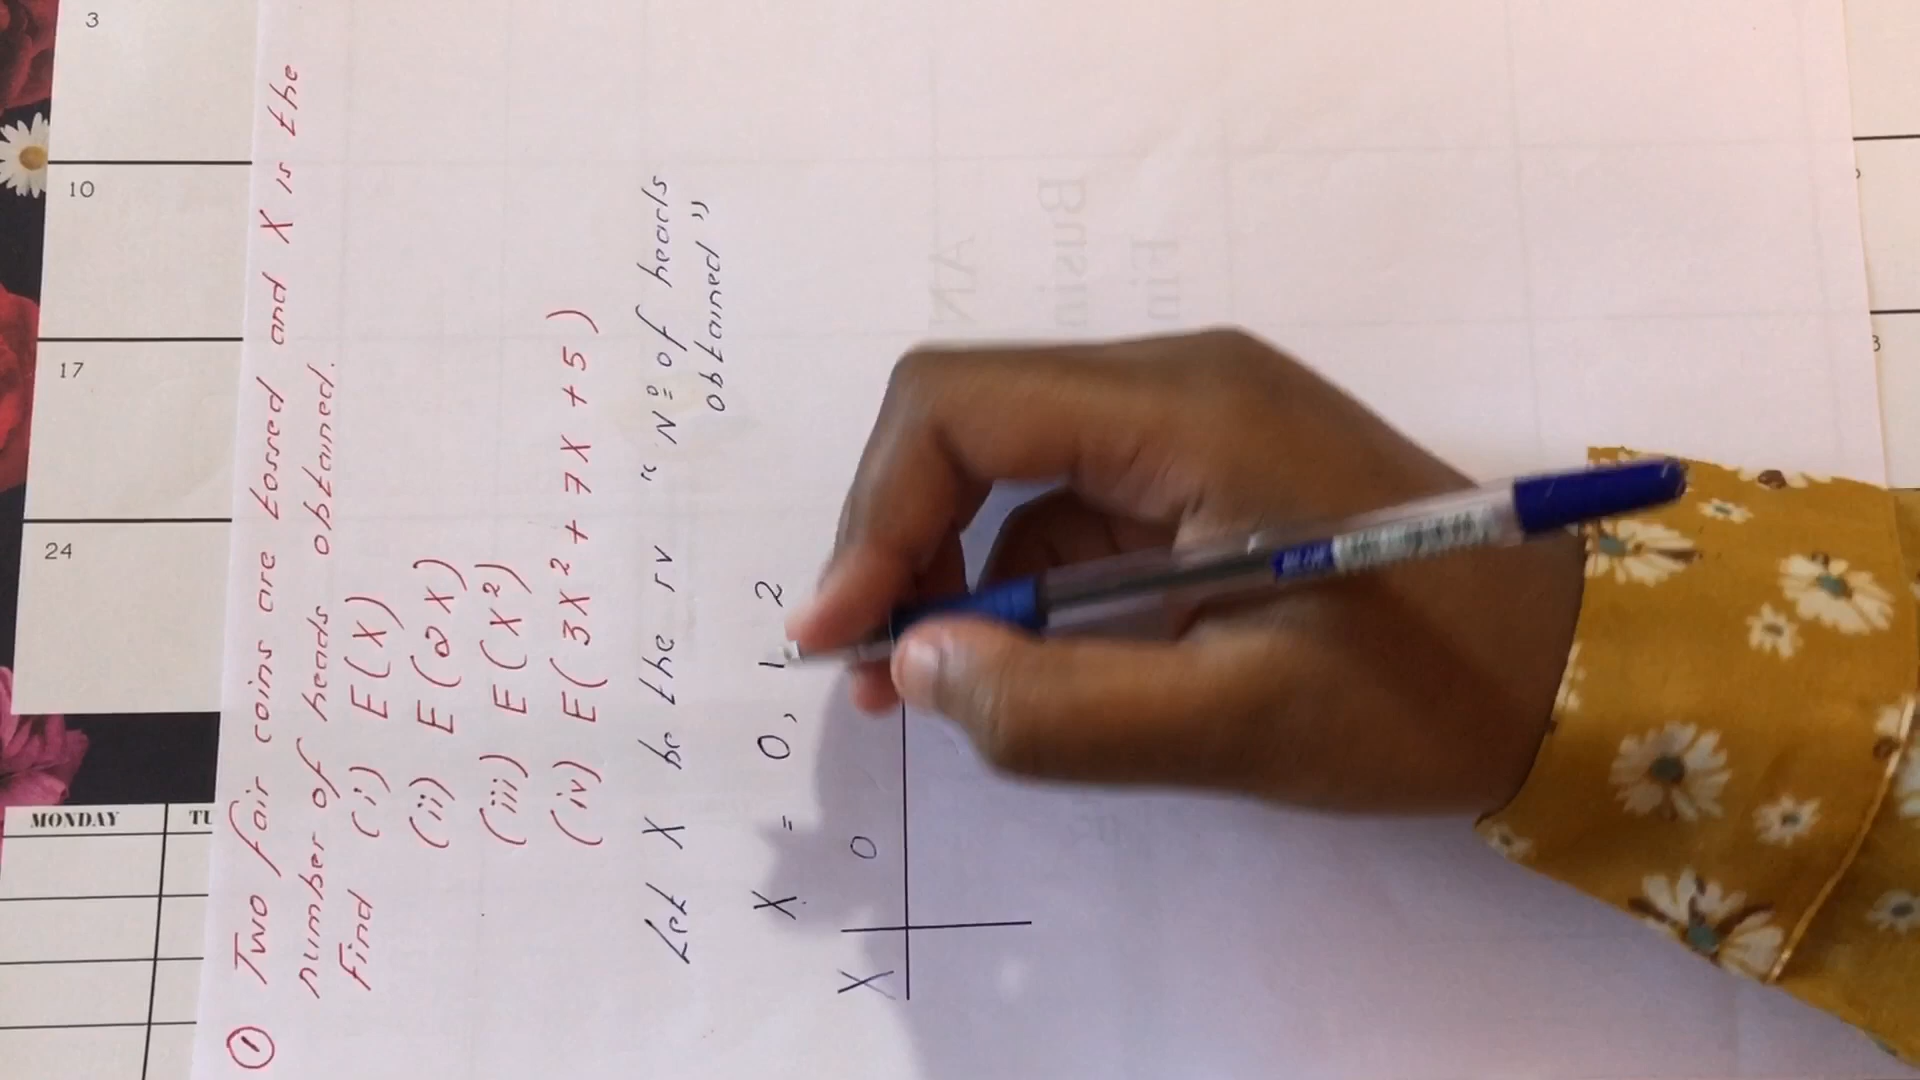 ① Two fair coins are tossed and X is the
number of heads obtained.
Find (i) E(X)
(ii) E(2X)
(iii) E(X²)
(iv) E(3X² + 7X + 5)
Let X be the rv "Nº of heads
obtained"
X = 0, 1 2
X 0
3
10
17
24
MONDAY TU